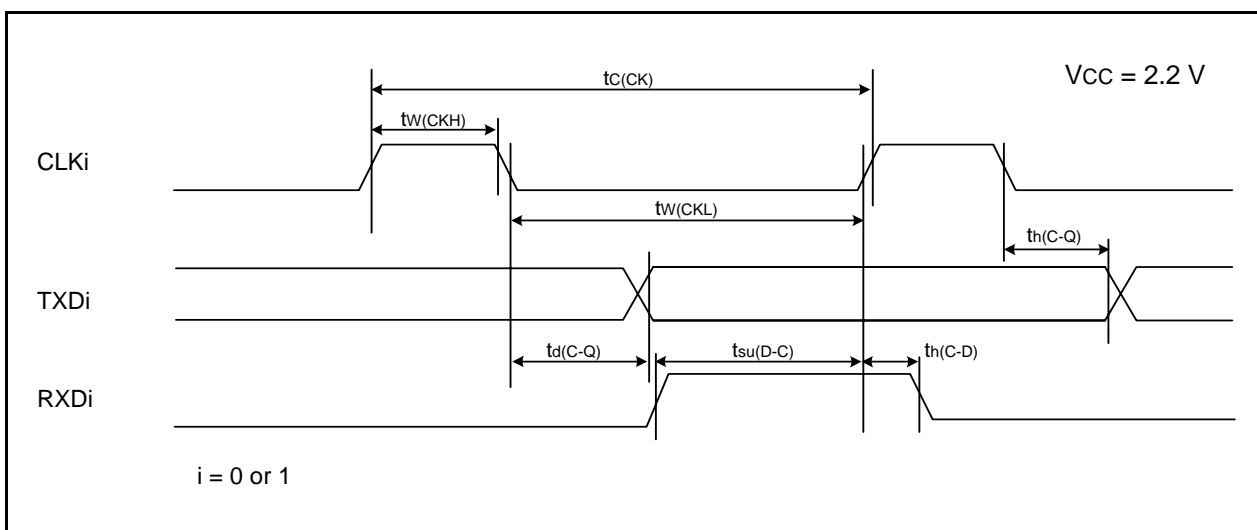 tC(CK)
VCC = 2.2 V
tW(CKH)
CLKi
tW(CKL)
th(C-Q)
TXDi
td(C-Q)
tsu(D-C)
th(C-D)
RXDi
i = 0 or 1